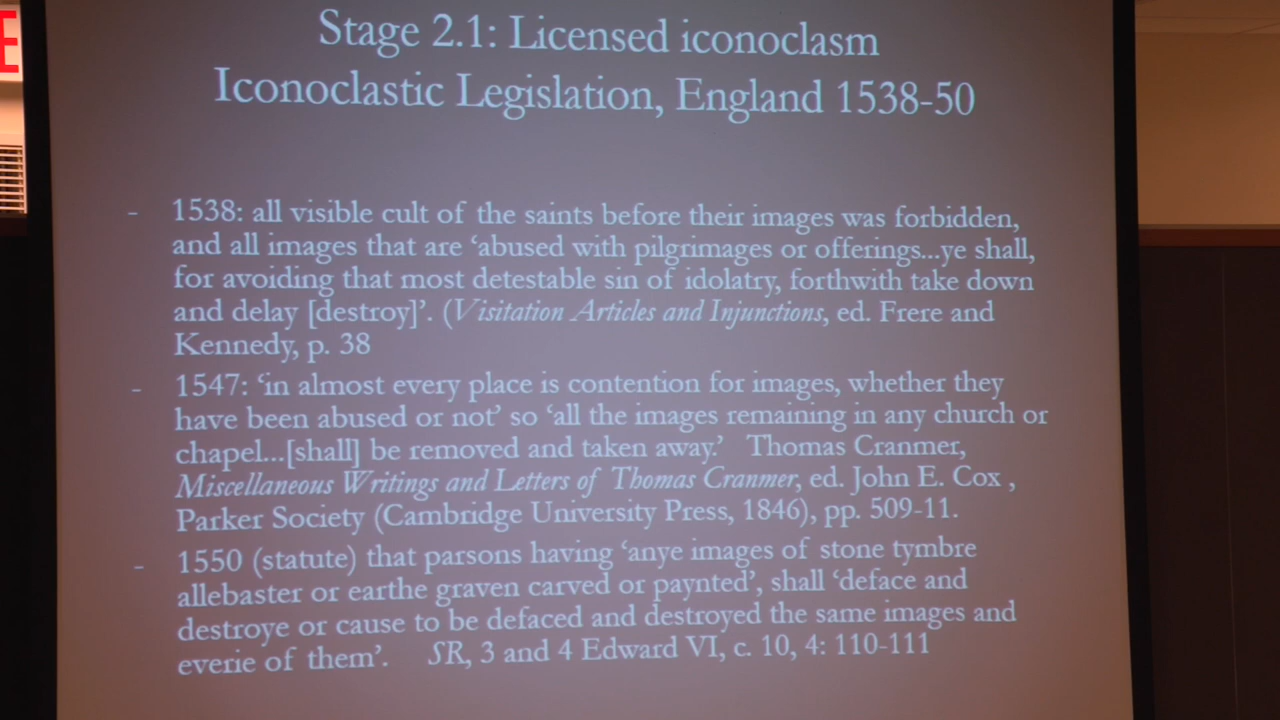 E
Stage 2.1: Licensed iconoclasm
Iconoclastic Legislation, England 1538-50
- 1538: all visible cult of the saints before their images was forbidden,
and all images that are ‘abused with pilgrimages or offerings...ye shall,
for avoiding that most detestable sin of idolatry, forthwith take down
and delay [destroy]’. (Visitation Articles and Injunctions, ed. Frere and
Kennedy, p. 38
- 1547: ‘in almost every place is contention for images, whether they
have been abused or not’ so ‘all the images remaining in any church or
chapel...[shall] be removed and taken away.’ Thomas Cranmer,
Miscellaneous Writings and Letters of Thomas Cranmer, ed. John E. Cox ,
Parker Society (Cambridge University Press, 1846), pp. 509-11.
- 1550 (statute) that parsons having ‘anye images of stone tymbre
allebaster or earthe graven carved or paynted’, shall ‘deface and
destroye or cause to be defaced and destroyed the same images and
everie of them’. SR, 3 and 4 Edward VI, c. 10, 4: 110-111